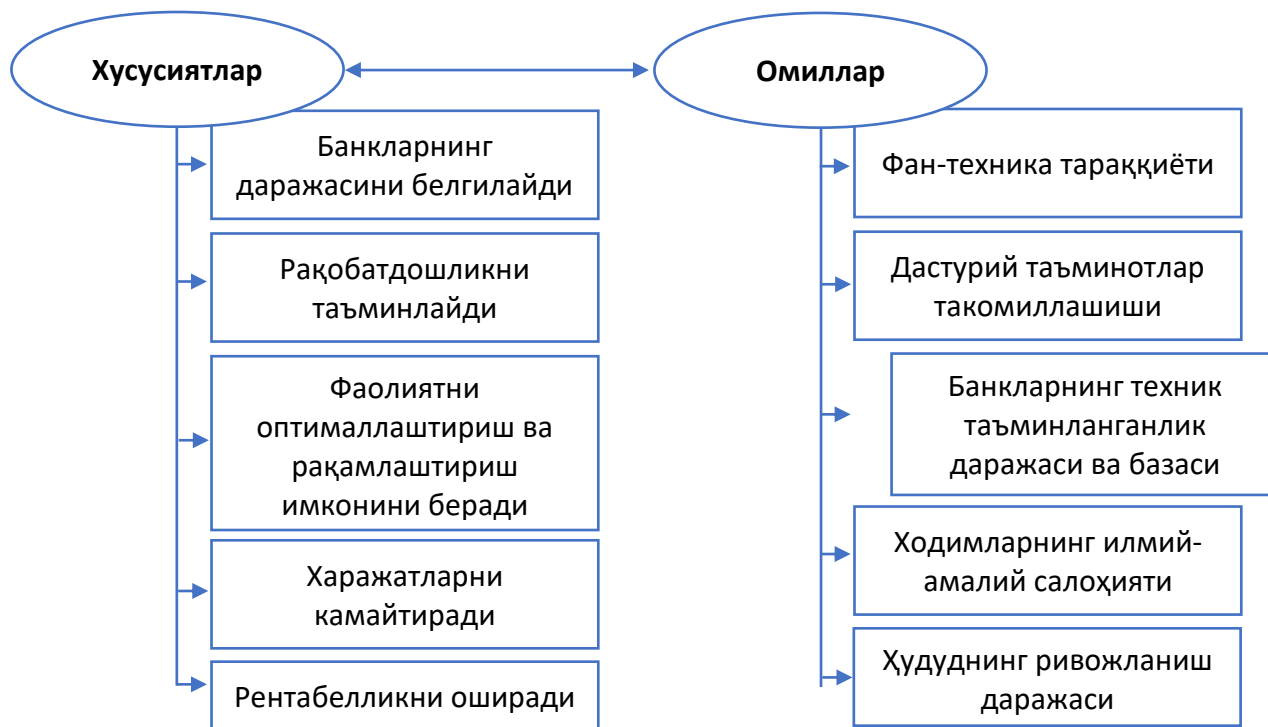 Хусусиятлар
Омиллар
Банкларнинг
даражасини белгилайди
Рақобатдошликни
таъминлайди
Фаолиятни
оптималлаштириш ва
рақамлаштириш
имконини беради
Харажатларни
камайтиради
Рентабелликни оширади
Фан-техника тараққиёти
Дастурий таъминотлар
такомиллашиши
Банкларнинг техник
таъминланганлик
даражаси ва базаси
Ходимларнинг илмий-
амалий салоҳияти
Ҳудуднинг ривожланиш
даражаси